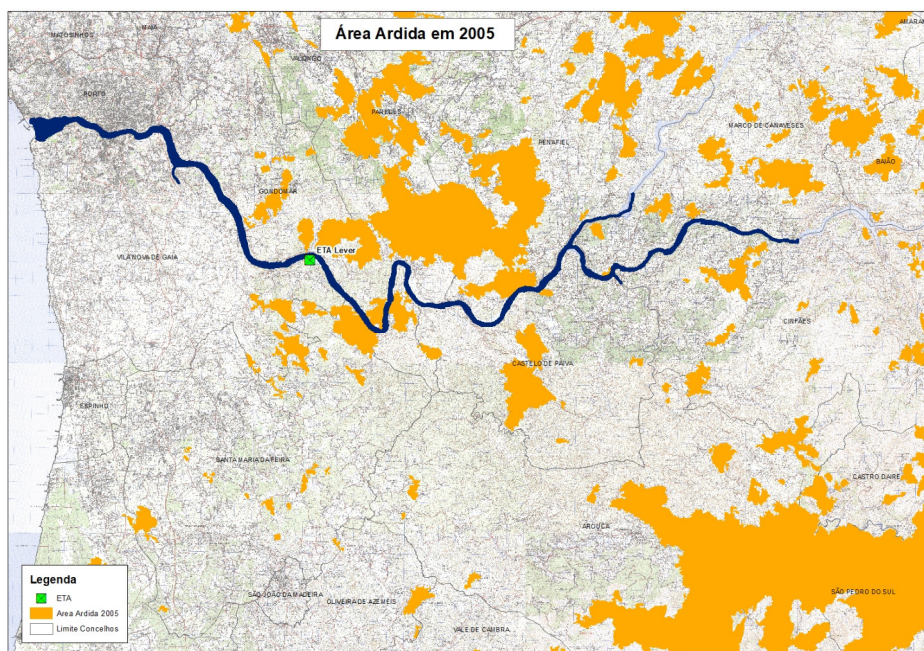 Área Ardida em 2005
MAIA
AMARAN
MATOSINHOS
VALONGO
PORTO
PAREDES
MARCO DE CANAVESES
PENAFIEL
BAIÃO
GONDOMAR
ETA Lever
VILA NOVA DE GAIA
CINFÃES
CASTELO DE PAIVA
ESPINHO
SANTA MARIA DA FEIRA
CASTRO DAIRE
AROUCA
SÃO JOÃO DA MADEIRA
OLIVEIRA DE AZEMÉIS
SÃO PEDRO DO SUL
VALE DE CAMBRA
Legenda
ETA
Area Ardida 2005
Limite Concelhos